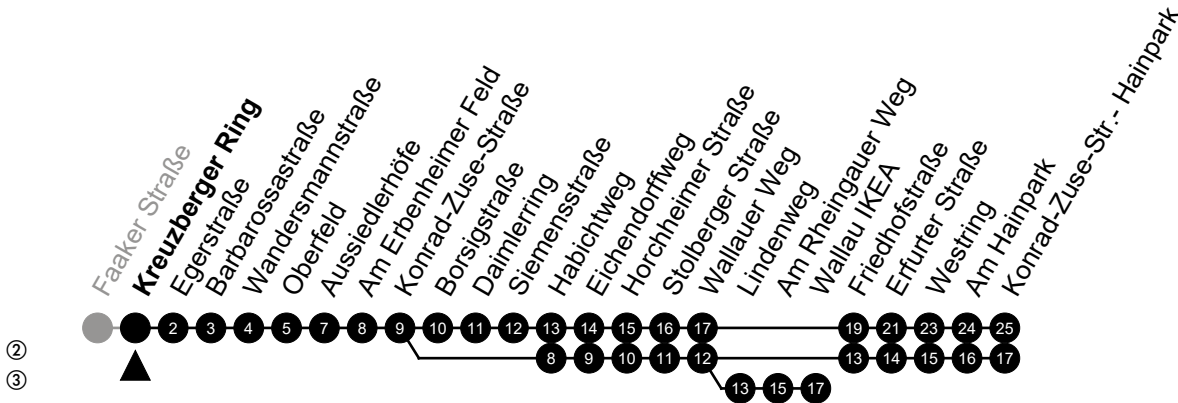 Faaker Straße
Kreuzberger Ring
Egerstraße
Barbarossastraße
Wandersmannstraße
Oberfeld
Aussiedlerhöfe
Am Erbenheimer Feld
Konrad-Zuse-Straße
Borsigstraße
Daimlerring
Siemensstraße
Habichtweg
Eichendorffweg
Horchheimer Straße
Stolberger Straße
Wallauer Weg
Lindenweg
Am Rheingauer Weg
Wallau IKEA
Friedhofstraße
Erfurter Straße
Westring
Am Hainpark
Konrad-Zuse-Str.- Hainpark
2 3 4 5 7 8 9 10 11 12 13 14 15 16 17 19 21 23 24 25
② 8 9 10 11 12 13 14 15 16 17
③ 13 15 17